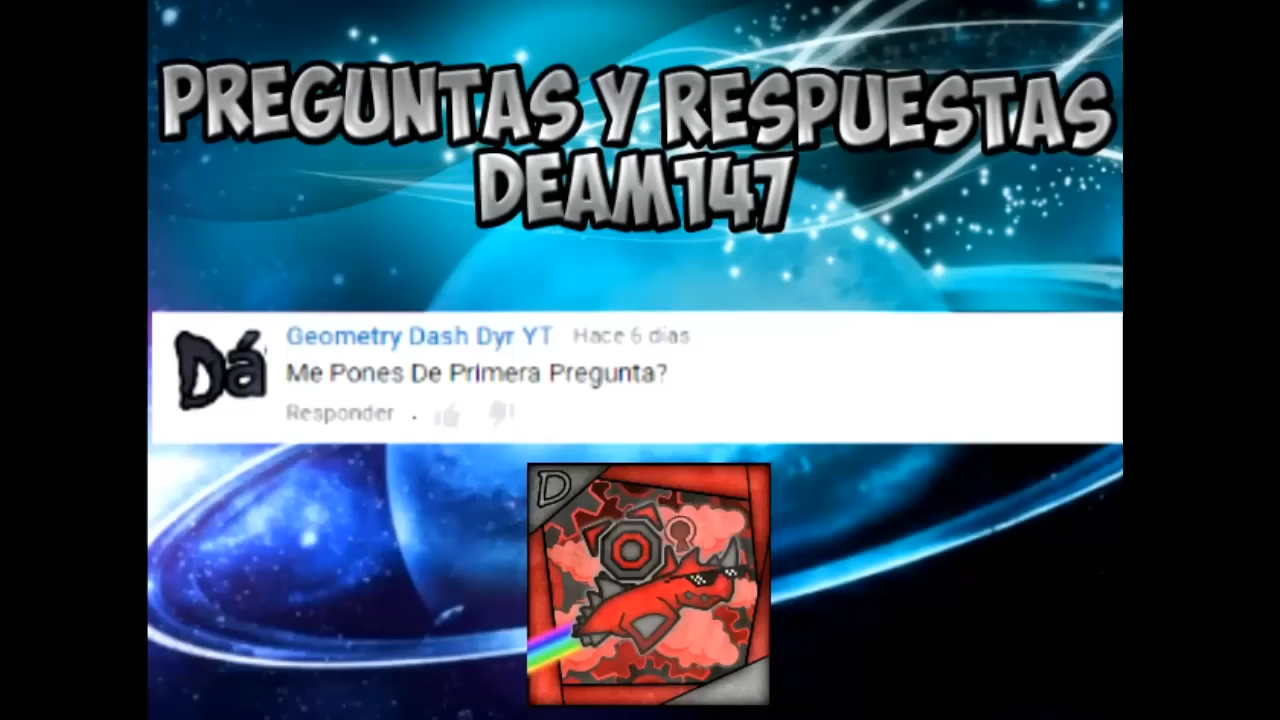 PREGUNTAS Y RESPUESTAS
DEAM147
Dá
Geometry Dash Dyr YT Hace 6 días
Me Pones De Primera Pregunta?
Responder
D